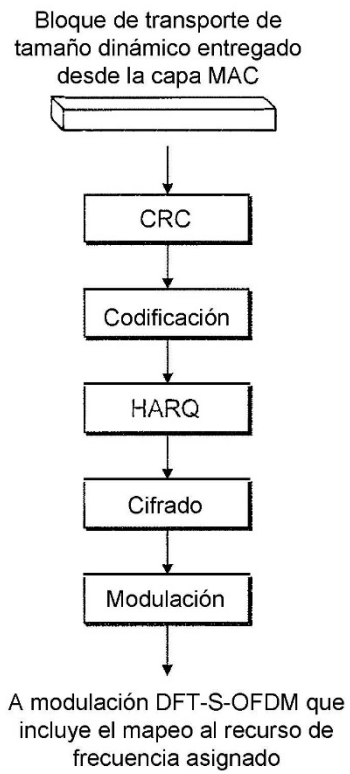 Bloque de transporte de
tamaño dinámico entregado
desde la capa MAC
CRC
Codificación
HARQ
Cifrado
Modulación
A modulación DFT-S-OFDM que
incluye el mapeo al recurso de
frecuencia asignado